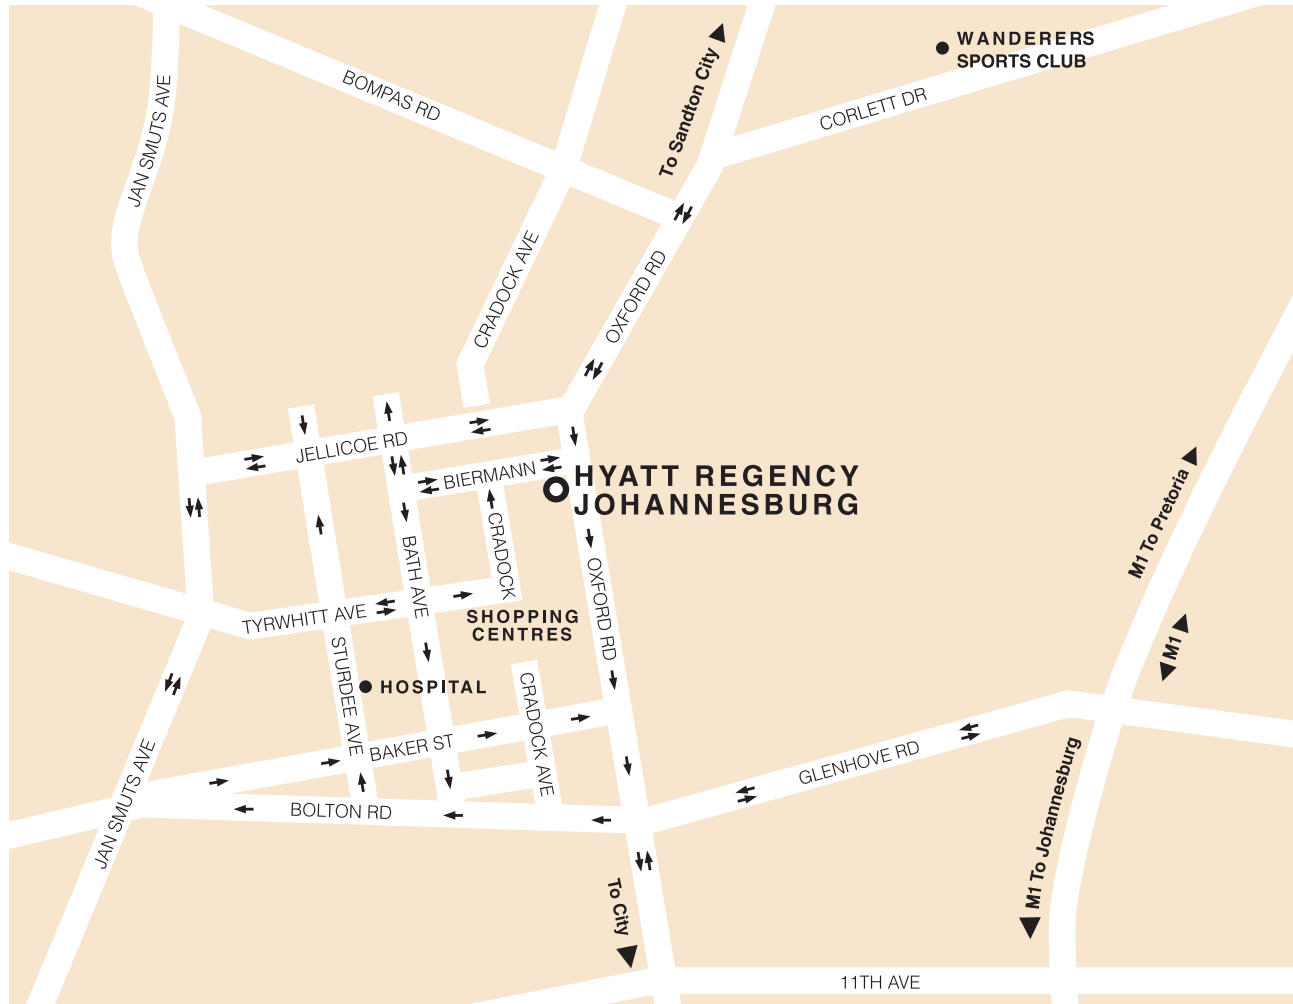 WANDERERS
SPORTS CLUB
To Sandton City
BOMPAS RD
CORLETT DR
JAN SMUTS AVE
CRADOCK AVE
OXFORD RD
JELLICOE RD
BIERMANN
HYATT REGENCY
JOHANNESBURG
M1 To Pretoria
CRADOCK
BATH AVE
OXFORD RD
TYRWHITT AVE
SHOPPING
CENTRES
M1
STURDEE AVE
HOSPITAL
CRADOCK AVE
BAKER ST
GLENHOVE RD
JAN SMUTS AVE
BOLTON RD
M1 To Johannesburg
To City
11TH AVE